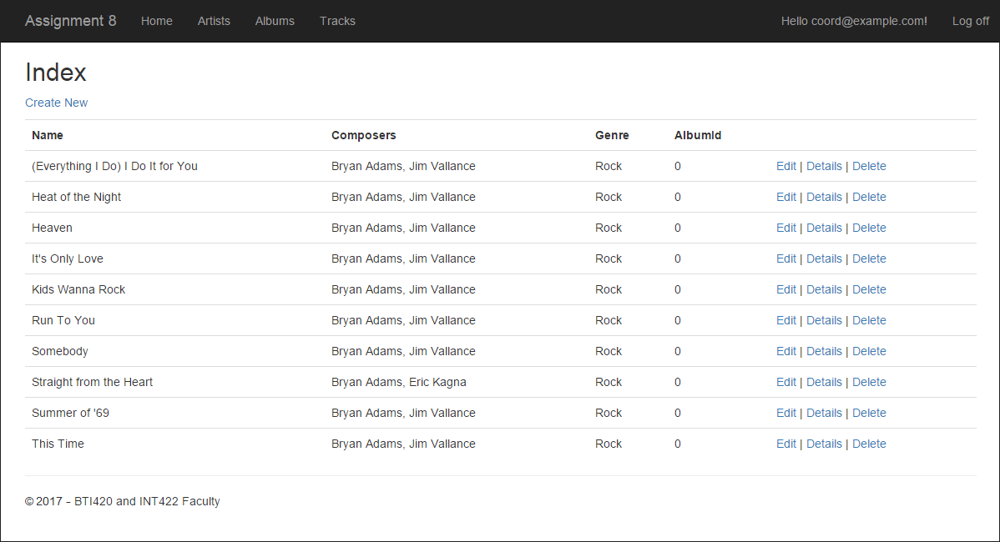 Assignment 8 Home Artists Albums Tracks Hello coord@example.com! Log off
Index
Create New
Name Composers Genre AlbumId
(Everything I Do) I Do It for You Bryan Adams, Jim Vallance Rock 0 Edit | Details | Delete
Heat of the Night Bryan Adams, Jim Vallance Rock 0 Edit | Details | Delete
Heaven Bryan Adams, Jim Vallance Rock 0 Edit | Details | Delete
It's Only Love Bryan Adams, Jim Vallance Rock 0 Edit | Details | Delete
Kids Wanna Rock Bryan Adams, Jim Vallance Rock 0 Edit | Details | Delete
Run To You Bryan Adams, Jim Vallance Rock 0 Edit | Details | Delete
Somebody Bryan Adams, Jim Vallance Rock 0 Edit | Details | Delete
Straight from the Heart Bryan Adams, Eric Kagna Rock 0 Edit | Details | Delete
Summer of '69 Bryan Adams, Jim Vallance Rock 0 Edit | Details | Delete
This Time Bryan Adams, Jim Vallance Rock 0 Edit | Details | Delete
© 2017 - BTI420 and INT422 Faculty